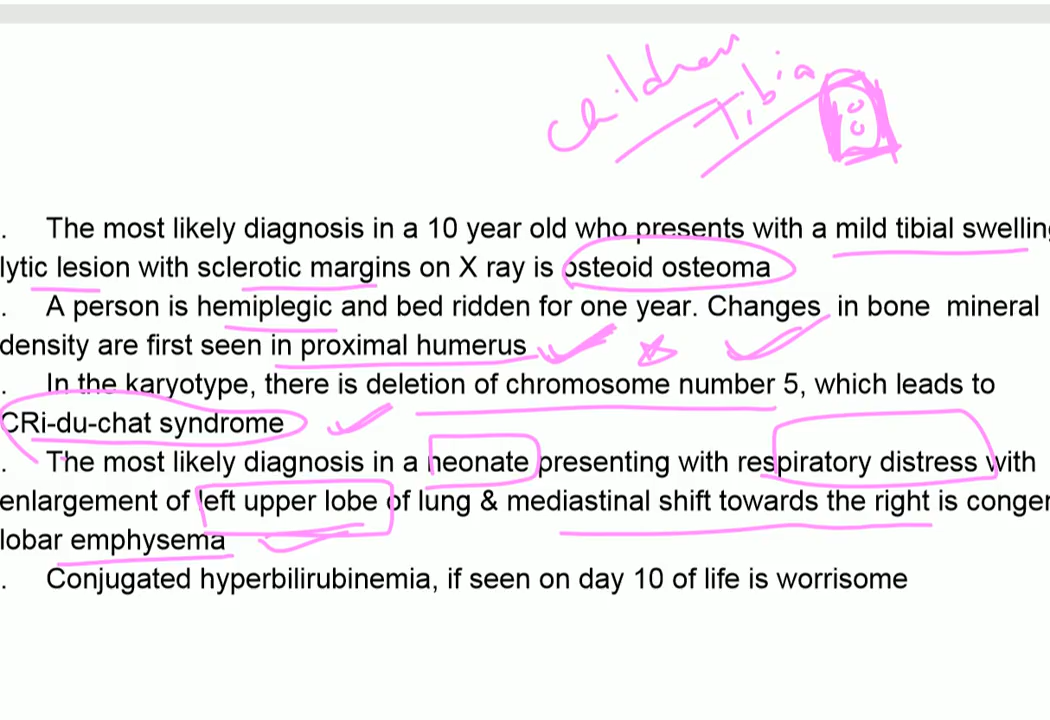 Children
Tibia
. The most likely diagnosis in a 10 year old who presents with a mild tibial swelling
lytic lesion with sclerotic margins on X ray is osteoid osteoma
. A person is hemiplegic and bed ridden for one year. Changes in bone mineral
density are first seen in proximal humerus
. In the karyotype, there is deletion of chromosome number 5, which leads to
CRi-du-chat syndrome
. The most likely diagnosis in a neonate presenting with respiratory distress with
enlargement of left upper lobe of lung & mediastinal shift towards the right is conge
lobar emphysema
. Conjugated hyperbilirubinemia, if seen on day 10 of life is worrisome